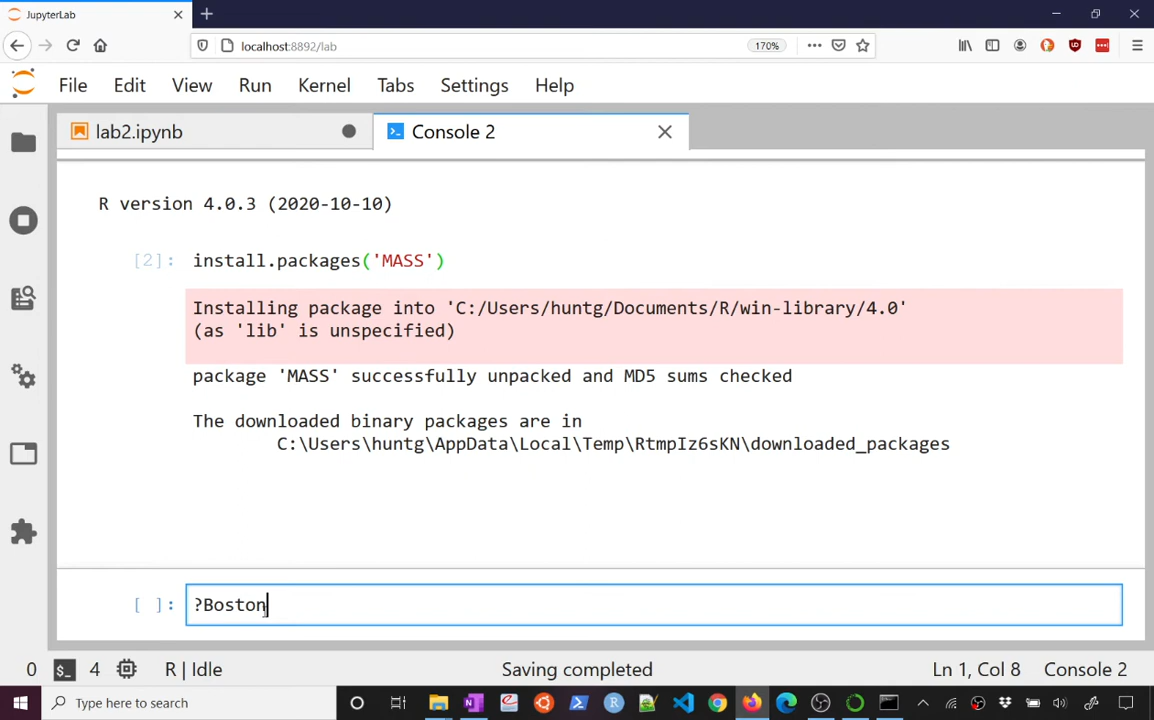 JupyterLab
localhost:8892/lab
170%
File Edit View Run Kernel Tabs Settings Help
lab2.ipynb
Console 2
R version 4.0.3 (2020-10-10)
[2]: install.packages('MASS')
Installing package into 'C:/Users/huntg/Documents/R/win-library/4.0'
(as 'lib' is unspecified)
package 'MASS' successfully unpacked and MD5 sums checked
The downloaded binary packages are in
C:\Users\huntg\AppData\Local\Temp\RtmpIz6sKN\downloaded_packages
[ ]: ?Boston
0 4 R | Idle Saving completed Ln 1, Col 8 Console 2
Type here to search